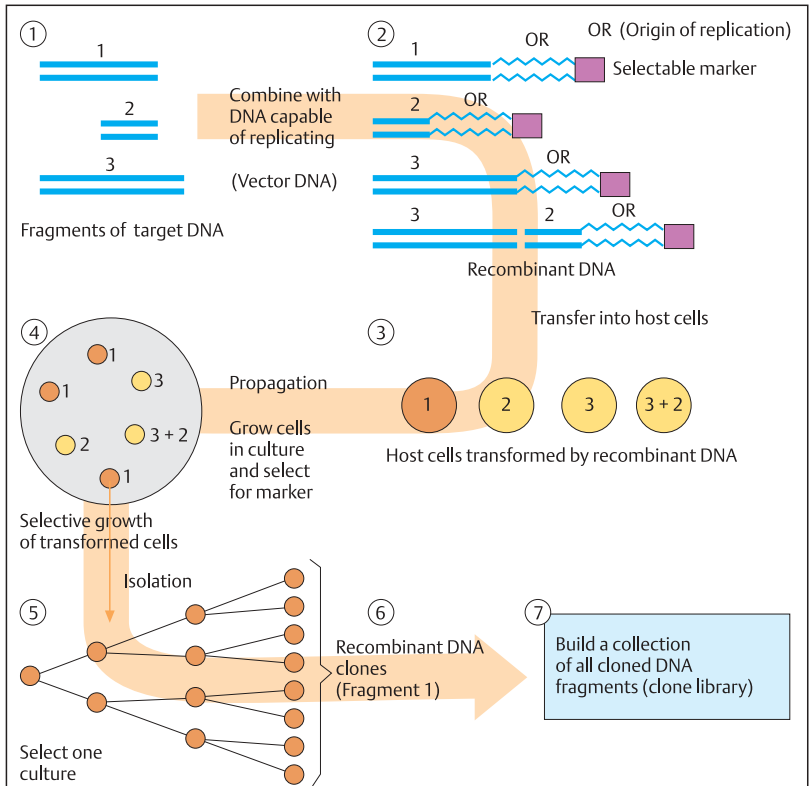 1
1
2
3
Fragments of target DNA
Combine with
DNA capable
of replicating
(Vector DNA)
2
OR (Origin of replication)
1
OR
Selectable marker
2
OR
3
OR
3
2
OR
Recombinant DNA
Transfer into host cells
3
1
2
3
3 + 2
Host cells transformed by recombinant DNA
Propagation
Grow cells
in culture
and select
for marker
4
1
1
3
2
3 + 2
1
Selective growth
of transformed cells
Isolation
5
Select one
culture
6
Recombinant DNA
clones
(Fragment 1)
7
Build a collection
of all cloned DNA
fragments (clone library)